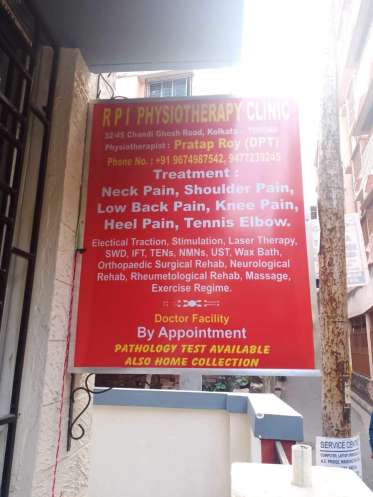 R P I PHYSIOTHERAPY CLINIC
32/45 Chandi Ghosh Road, Kolkata -
Physiotherapist : Pratap Roy (DPT)
Phone No. : +91 9674987542, 9477239245
Treatment :
Neck Pain, Shoulder Pain,
Low Back Pain, Knee Pain,
Heel Pain, Tennis Elbow.
Electical Traction, Stimulation, Laser Therapy,
SWD, IFT, TENs, NMNs, UST, Wax Bath,
Orthopaedic Surgical Rehab, Neurological
Rehab, Rheumetological Rehab, Massage,
Exercise Regime.
Doctor Facility
By Appointment
PATHOLOGY TEST AVAILABLE
ALSO HOME COLLECTION
SERVICE
COMPUTER, LAPTOP